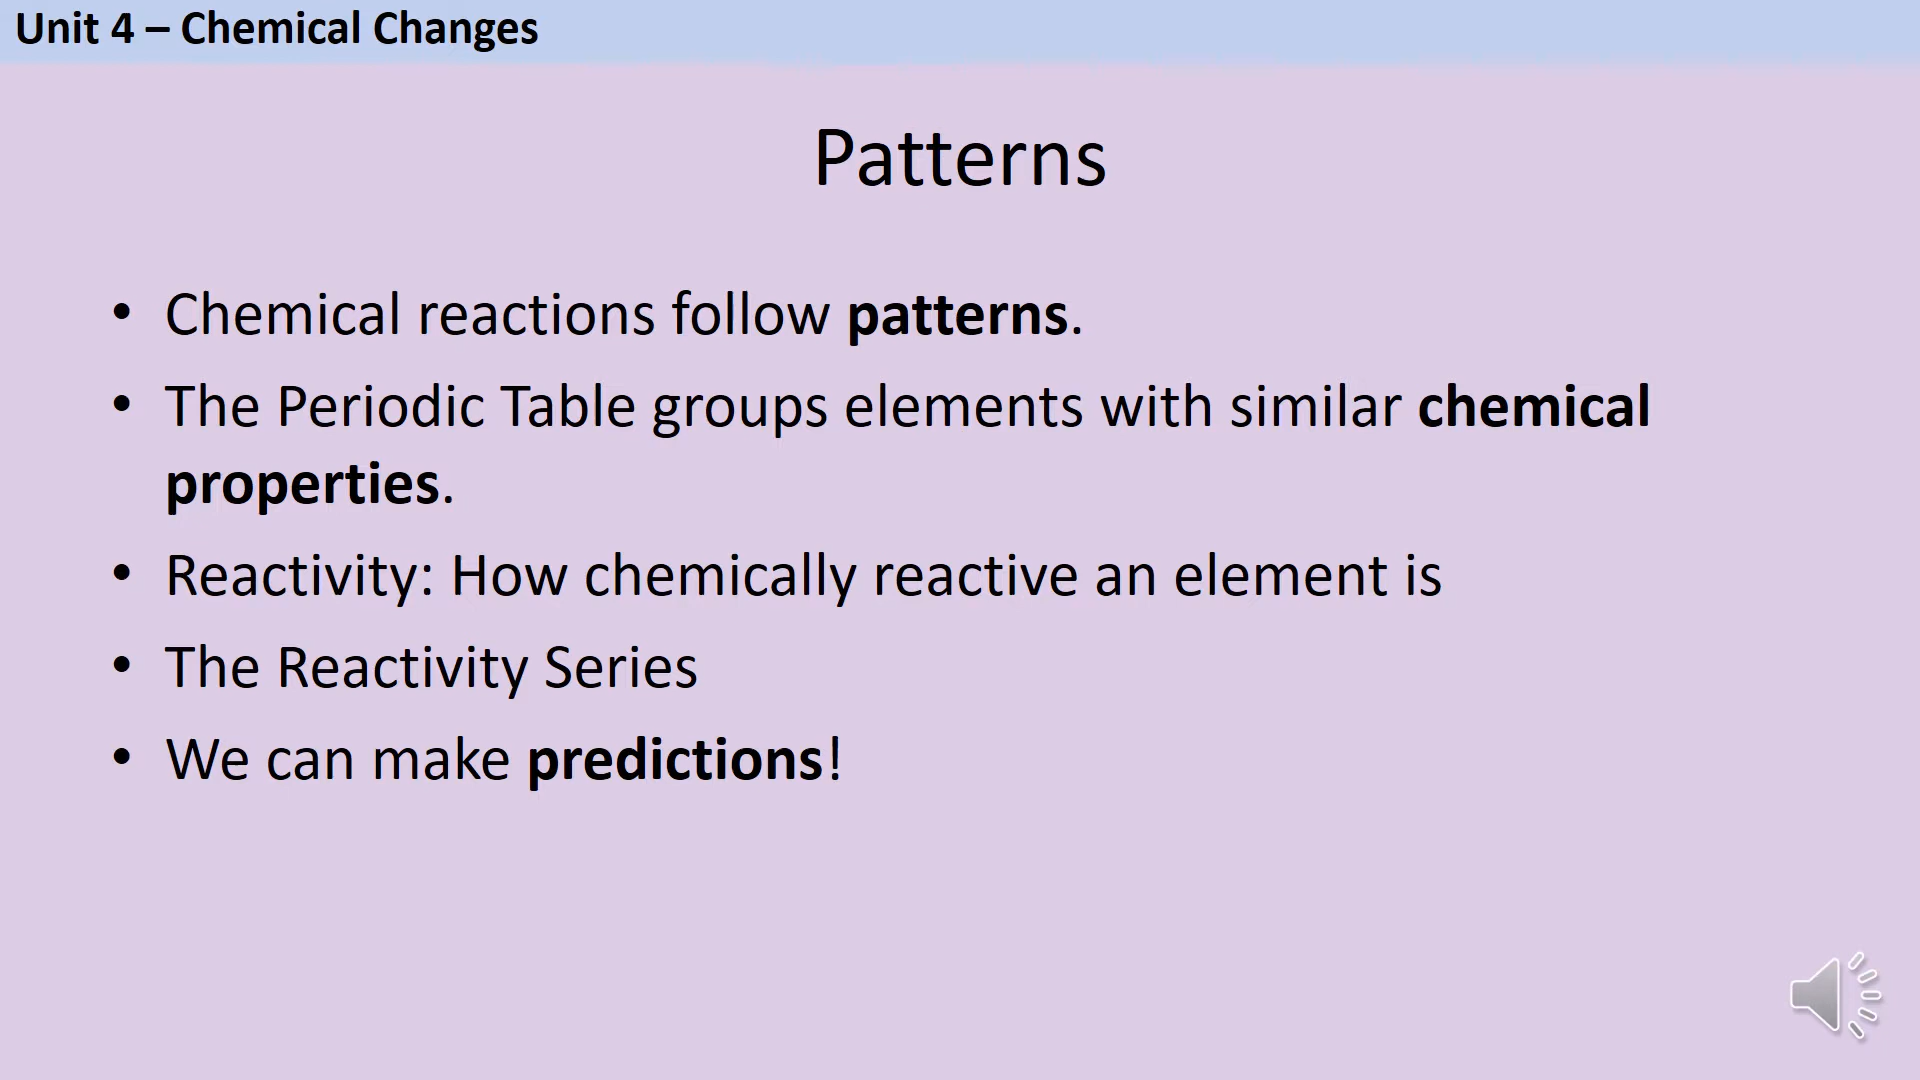 Unit 4 – Chemical Changes
Patterns
• Chemical reactions follow patterns.
• The Periodic Table groups elements with similar chemical
properties.
• Reactivity: How chemically reactive an element is
• The Reactivity Series
• We can make predictions!